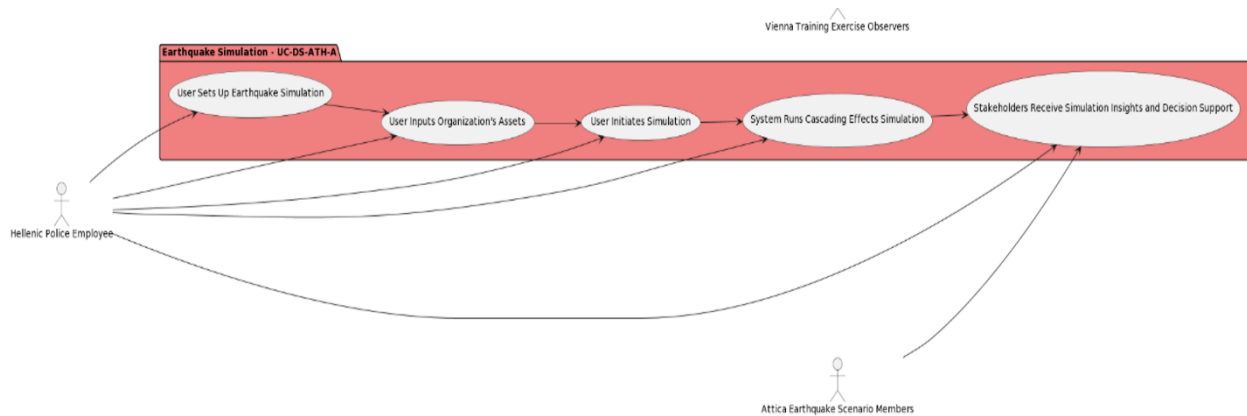 Vienna Training Exercise Observers
Earthquake Simulation - UC-DS-ATH-A
User Sets Up Earthquake Simulation
User Inputs Organization's Assets
User Initiates Simulation
System Runs Cascading Effects Simulation
Stakeholders Receive Simulation Insights and Decision Support
Hellenic Police Employee
Attica Earthquake Scenario Members